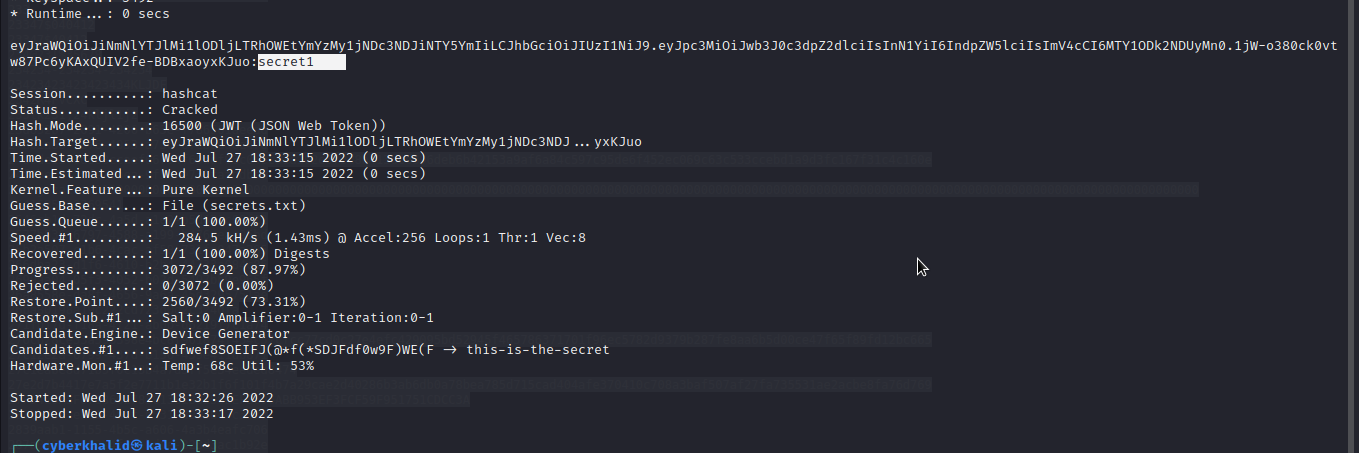 * Runtime...: 0 secs
eyJraWQiOiJiNmNlYTJlMi1lODljLTRhOWEtYmYzMy1jNDc3NDJiNTY5YmIiLCJhbGciOiJIUzI1NiJ9.eyJpc3MiOiJwb3J0c3dpZ2dlciIsInN1YiI6IndpZW5lciIsImV4cCI6MTY1ODk2NDUyMn0.1jW-o380ck0vt
w87Pc6yKAxQUIV2fe-BDBxaoyxKJuo:secret1
Session..........: hashcat
Status...........: Cracked
Hash.Mode........: 16500 (JWT (JSON Web Token))
Hash.Target......: eyJraWQiOiJiNmNlYTJlMi1lODljLTRhOWEtYmYzMy1jNDc3NDJ...yxKJuo
Time.Started.....: Wed Jul 27 18:33:15 2022 (0 secs)
Time.Estimated...: Wed Jul 27 18:33:15 2022 (0 secs)
Kernel.Feature...: Pure Kernel
Guess.Base.......: File (secrets.txt)
Guess.Queue......: 1/1 (100.00%)
Speed.#1.........:   284.5 kH/s (1.43ms) @ Accel:256 Loops:1 Thr:1 Vec:8
Recovered........: 1/1 (100.00%) Digests
Progress.........: 3072/3492 (87.97%)
Rejected.........: 0/3072 (0.00%)
Restore.Point....: 2560/3492 (73.31%)
Restore.Sub.#1...: Salt:0 Amplifier:0-1 Iteration:0-1
Candidate.Engine.: Device Generator
Candidates.#1....: sdfwef8SOEIFJ(@*f(*SDJFdf0w9F)WE(F -> this-is-the-secret
Hardware.Mon.#1..: Temp: 68c Util: 53%
Started: Wed Jul 27 18:32:26 2022
Stopped: Wed Jul 27 18:33:17 2022
┌──(cyberkhalid㉿kali)-[~]